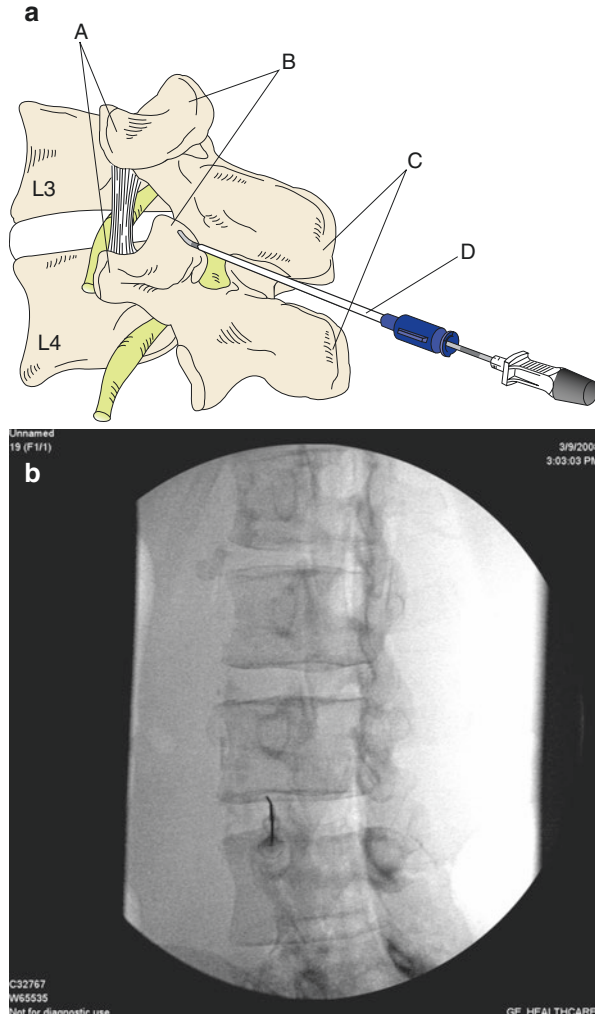 a
A
B
L3
C
D
L4
Unnamed
19 (F1/1)
3/9/200
3:03:03 PM
b
C32767
W65535
Not for diagnostic use
GE HEALTHCARE